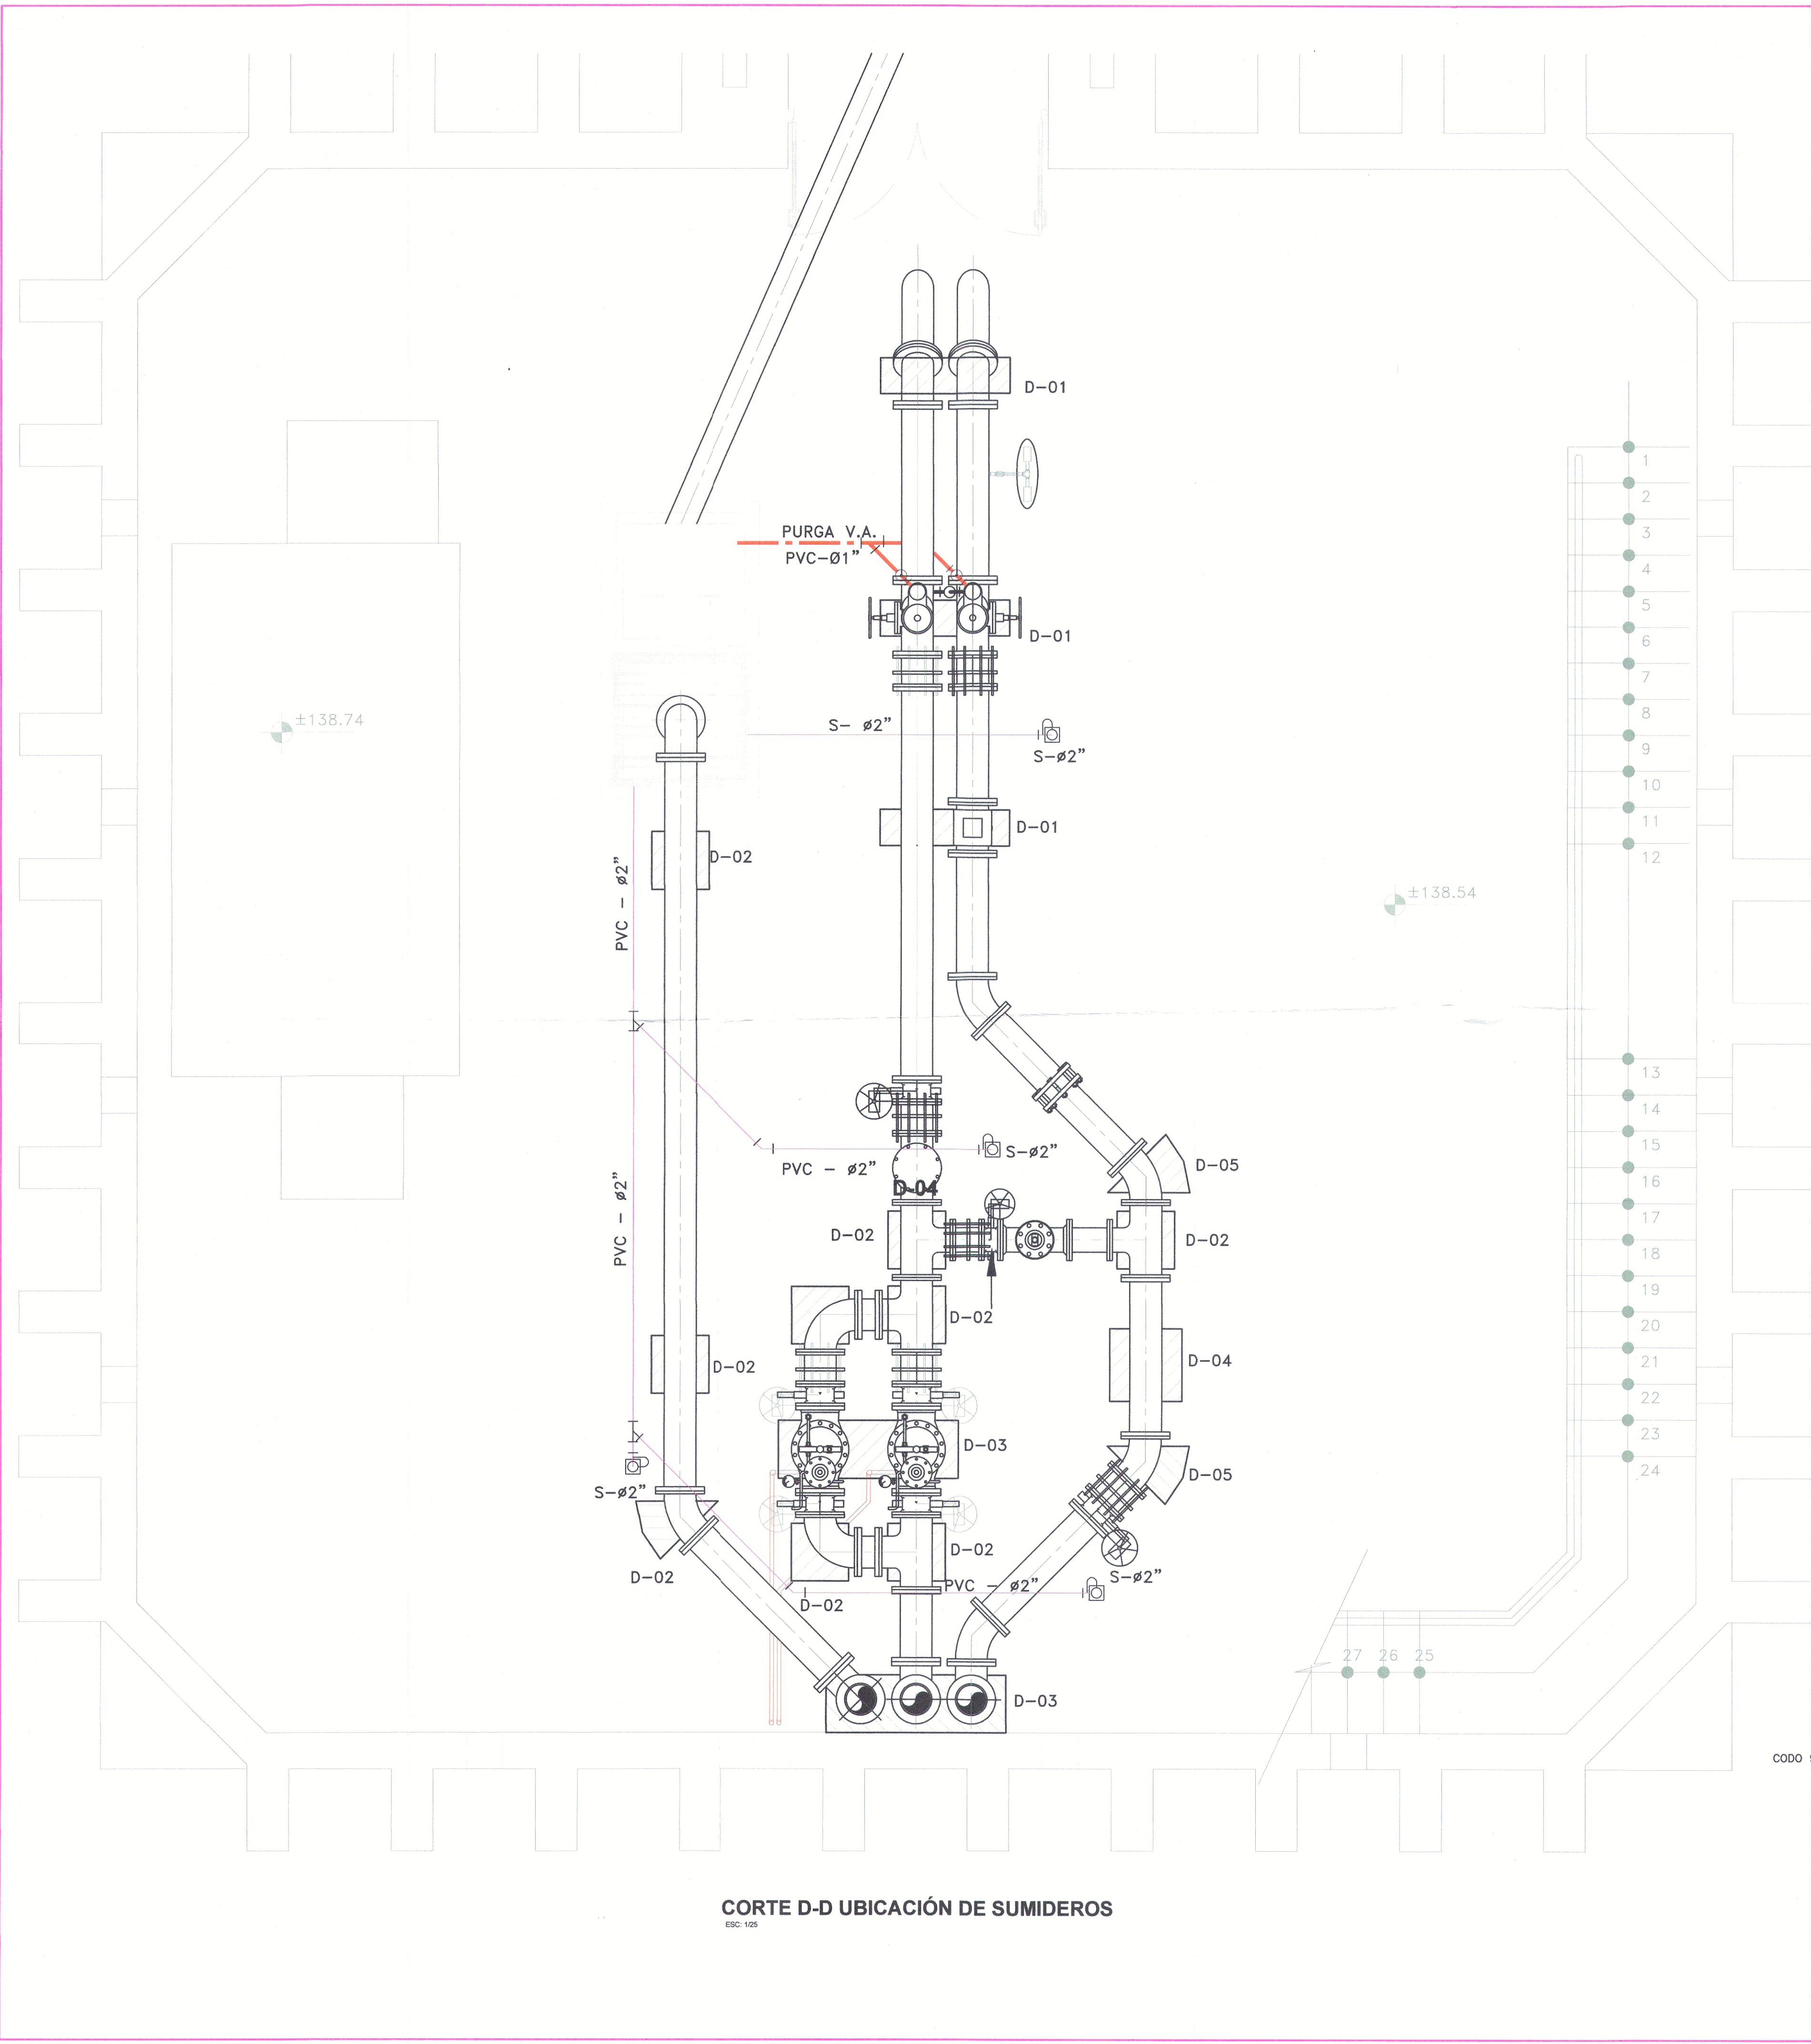 D-01
1
2
3
PURGA V.A.
PVC-Ø1"
4
5
D-01
6
7
±138.74
S- ø2"
8
S-ø2"
9
10
D-01
11
D-02
12
PVC - ø2"
±138.54
13
14
S-ø2"
15
PVC - ø2"
D-05
16
D-04
PVC - ø2"
17
D-02
D-02
18
19
D-02
20
D-02
D-04
21
22
23
D-03
24
S-ø2"
D-05
D-02
D-02
S-ø2"
PVC - ø2"
D-02
27 26 25
D-03
CODO
CORTE D-D UBICACIÓN DE SUMIDEROS
ESC: 1/25